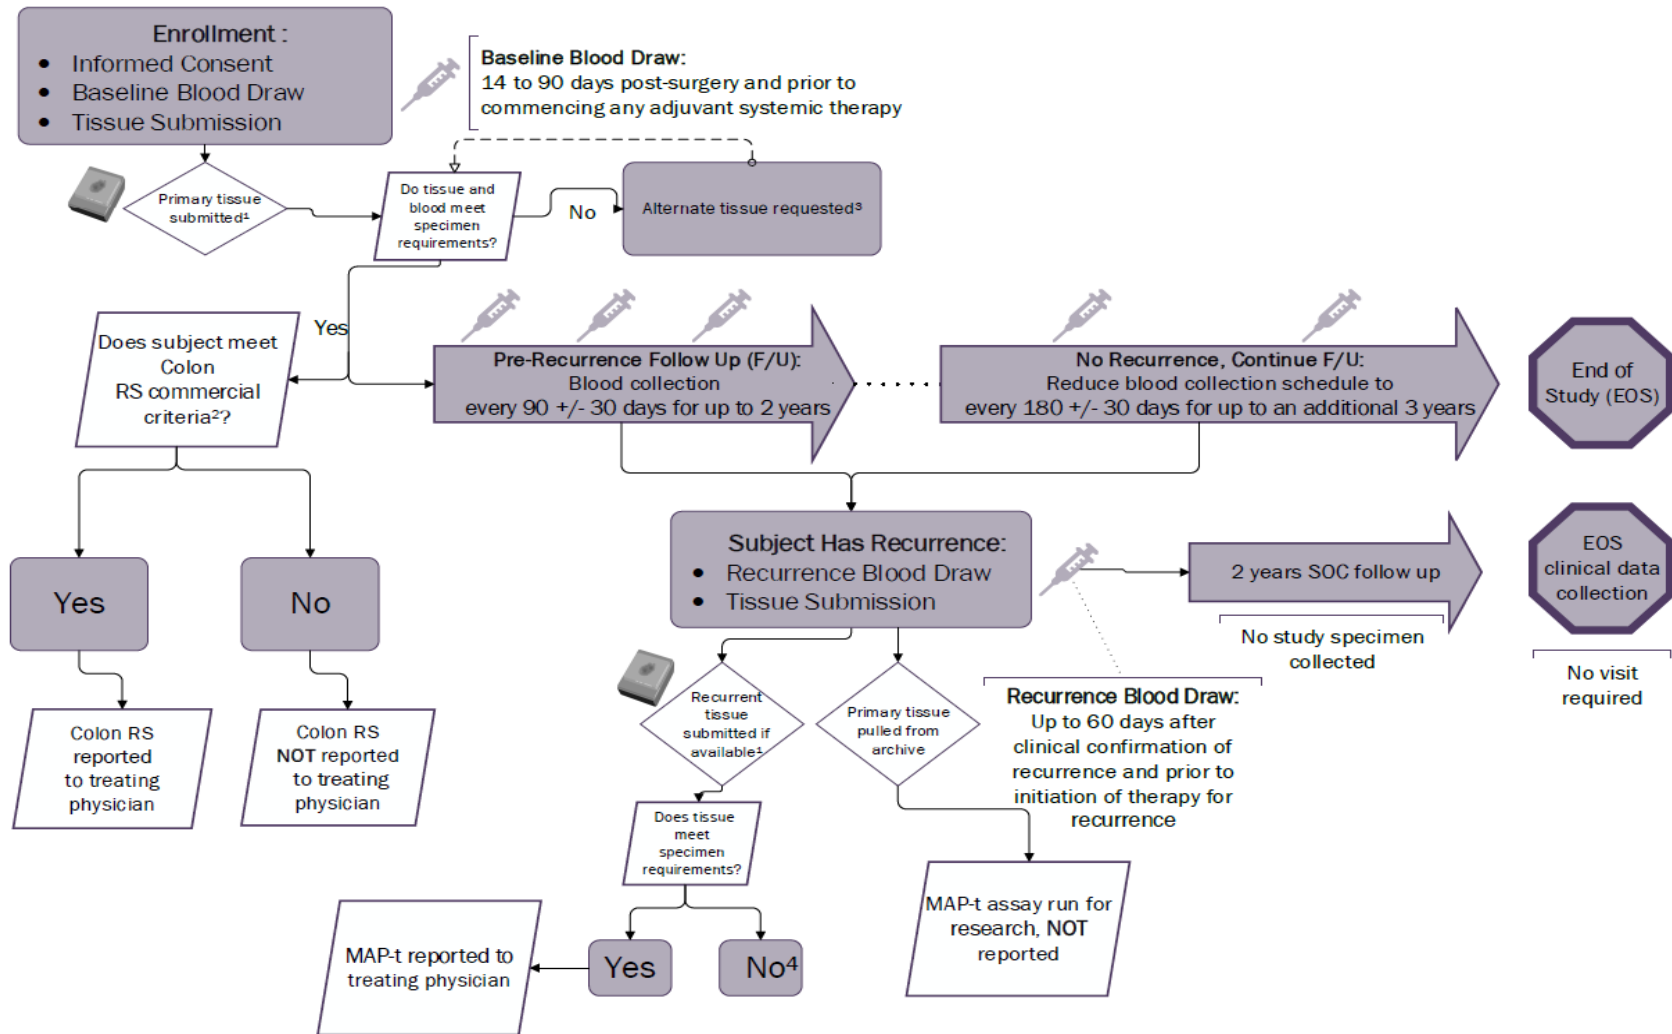 Enrollment :
• Informed Consent
• Baseline Blood Draw
• Tissue Submission
Baseline Blood Draw:
14 to 90 days post-surgery and prior to
commencing any adjuvant systemic therapy
Primary tissue
submitted¹
Do tissue and
blood meet
specimen
requirements?
No
Alternate tissue requested³
Yes
Does subject meet
Colon
RS commercial
criteria²?
Pre-Recurrence Follow Up (F/U):
Blood collection
every 90 +/- 30 days for up to 2 years
No Recurrence, Continue F/U:
Reduce blood collection schedule to
every 180 +/- 30 days for up to an additional 3 years
End of
Study (EOS)
Yes
No
Colon RS
reported
to treating
physician
Colon RS
NOT reported
to treating
physician
Subject Has Recurrence:
• Recurrence Blood Draw
• Tissue Submission
2 years SOC follow up
No study specimen
collected
EOS
clinical data
collection
No visit
required
Recurrent
tissue
submitted if
available¹
Primary tissue
pulled from
archive
Recurrence Blood Draw:
Up to 60 days after
clinical confirmation of
recurrence and prior to
initiation of therapy for
recurrence
Does tissue
meet
specimen
requirements?
Yes
No⁴
MAP-t reported to
treating physician
MAP-t assay run for
research, NOT
reported